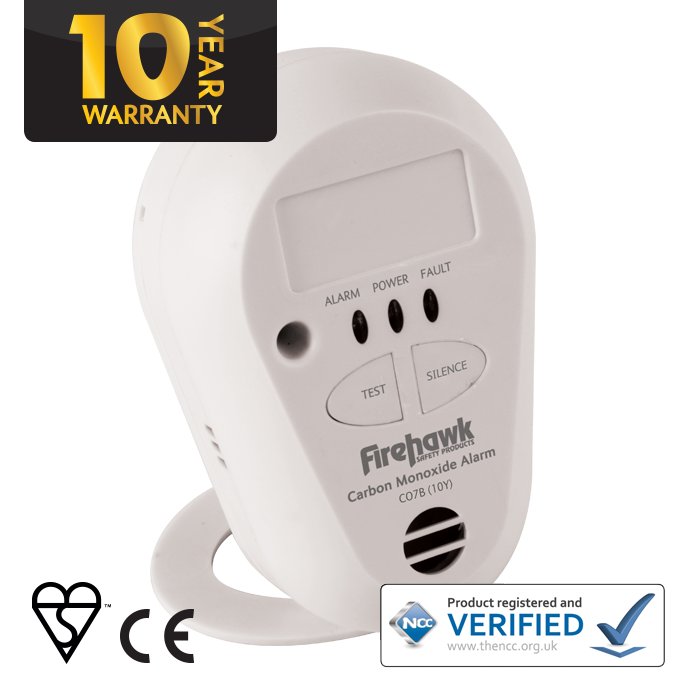 10 YEAR
WARRANTY
ALARM POWER FAULT
TEST SILENCE
Firehawk
SAFETY PRODUCTS
Carbon Monoxide Alarm
CO7B (10Y)
™
CE
Product registered and
NCC VERIFIED
www.thencc.org.uk